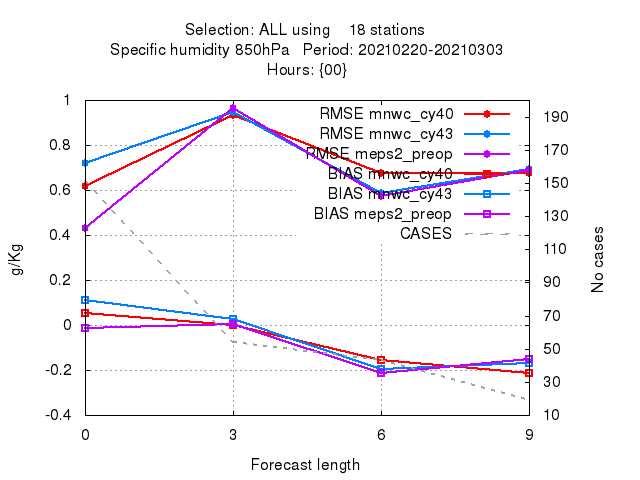 Selection: ALL using 18 stations
Specific humidity 850hPa Period: 20210220-20210303
Hours: {00}
1
0.8
0.6
0.4
0.2
0
-0.2
-0.4
g/Kg
RMSE mnwc_cy40
RMSE mnwc_cy43
RMSE meps2_preop
BIAS mnwc_cy40
BIAS mnwc_cy43
BIAS meps2_preop
CASES
190
170
150
130
110
90
70
50
30
10
No cases
0 3 6 9
Forecast length